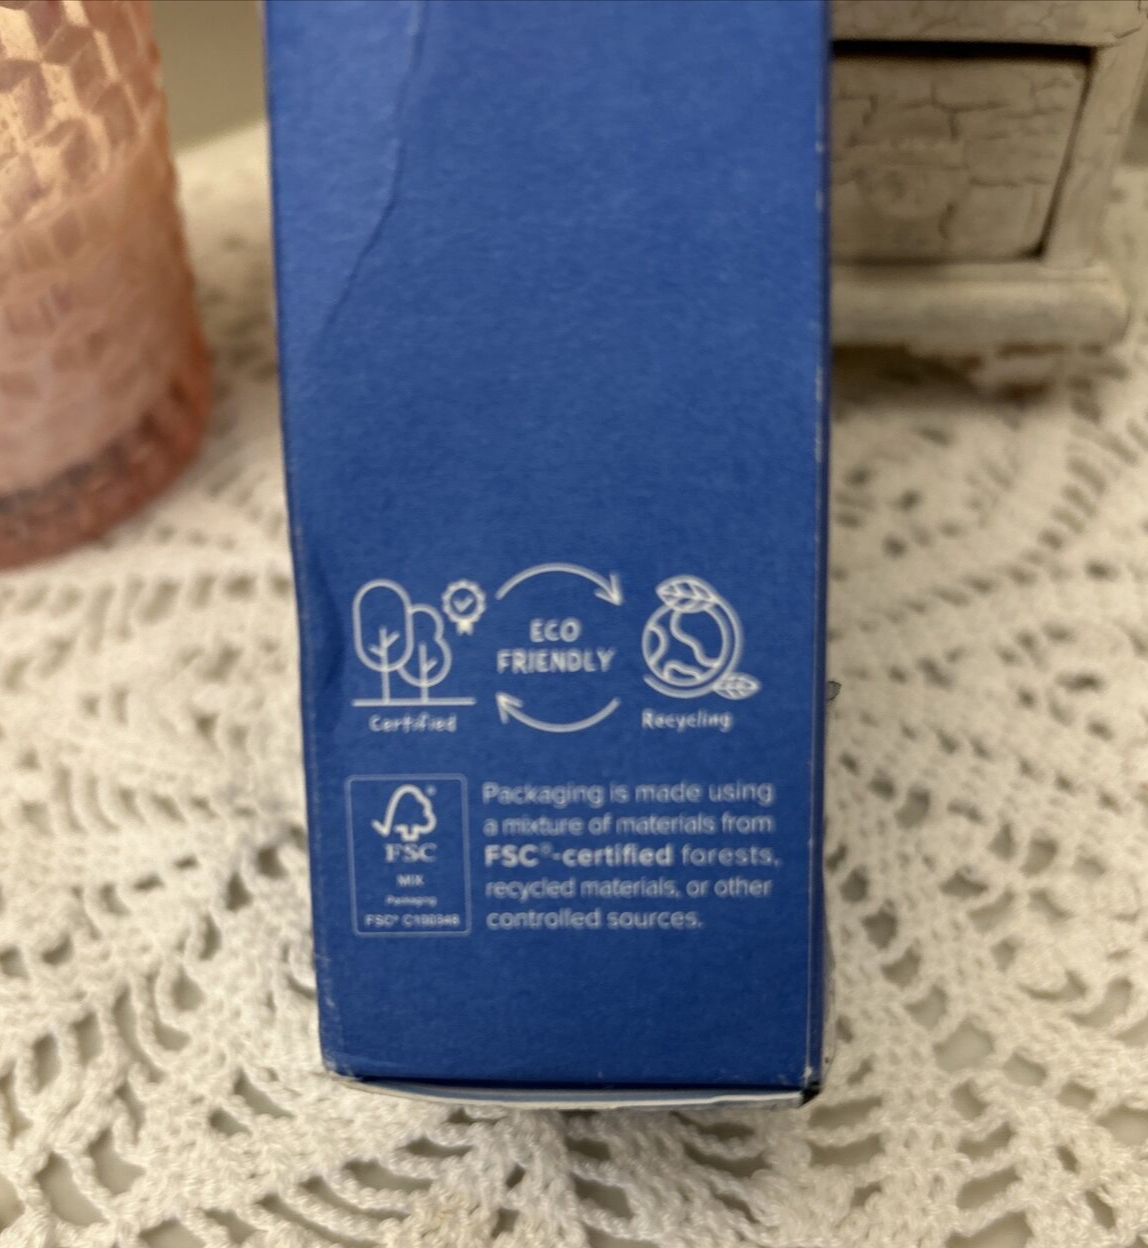 ECO
FRIENDLY
Certified
Recycling
FSC
MIX
Packaging
FSC®
Packaging is made using
a mixture of materials from
FSC®-certified forests,
recycled materials, or other
controlled sources.